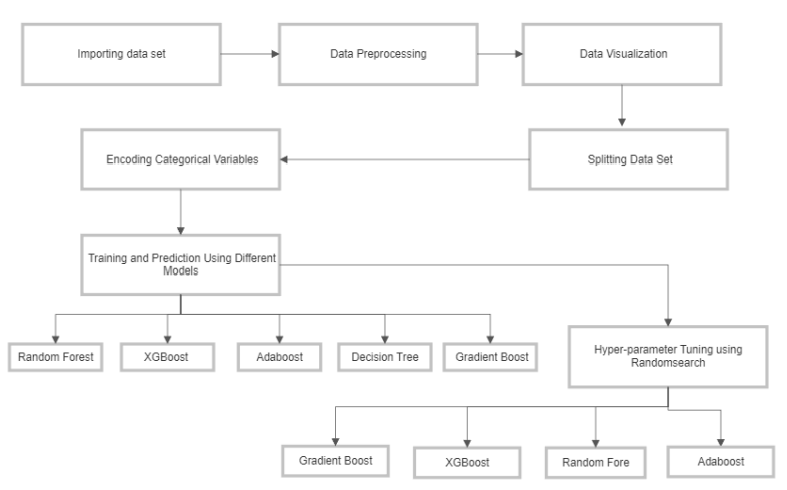 Importing data set
Data Preprocessing
Data Visualization
Encoding Categorical Variables
Splitting Data Set
Training and Prediction Using Different
Models
Random Forest
XGBoost
Adaboost
Decision Tree
Gradient Boost
Hyper-parameter Tuning using
Randomsearch
Gradient Boost
XGBoost
Random Fore
Adaboost